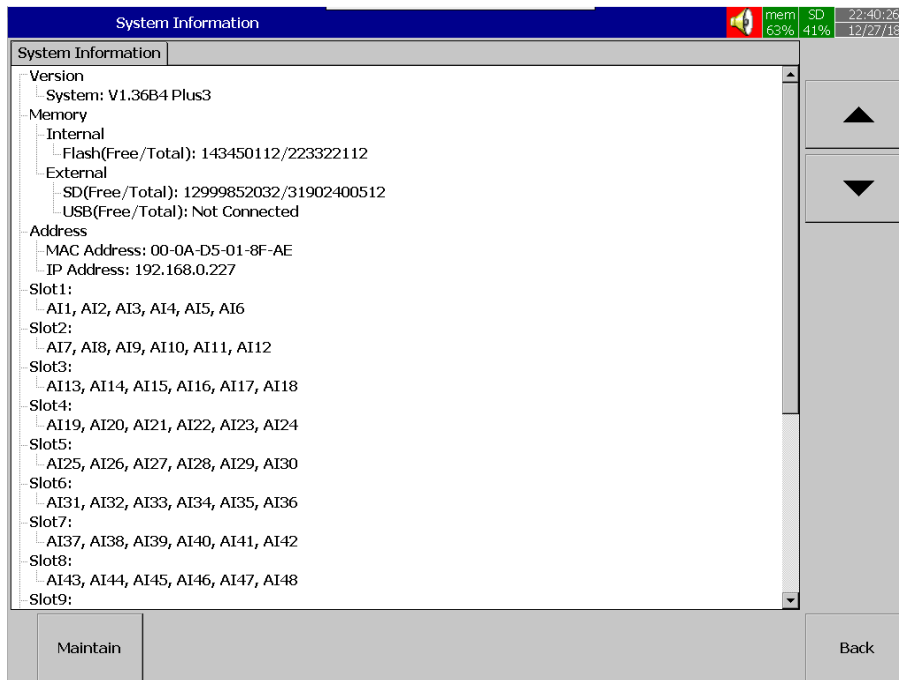 System Information
mem 63%
SD 41%
22:40:26
12/27/18
System Information
Version
System: V1.36B4 Plus3
Memory
Internal
Flash(Free/Total): 143450112/223322112
External
SD(Free/Total): 12999852032/31902400512
USB(Free/Total): Not Connected
Address
MAC Address: 00-0A-D5-01-8F-AE
IP Address: 192.168.0.227
Slot1:
AI1, AI2, AI3, AI4, AI5, AI6
Slot2:
AI7, AI8, AI9, AI10, AI11, AI12
Slot3:
AI13, AI14, AI15, AI16, AI17, AI18
Slot4:
AI19, AI20, AI21, AI22, AI23, AI24
Slot5:
AI25, AI26, AI27, AI28, AI29, AI30
Slot6:
AI31, AI32, AI33, AI34, AI35, AI36
Slot7:
AI37, AI38, AI39, AI40, AI41, AI42
Slot8:
AI43, AI44, AI45, AI46, AI47, AI48
Slot9:
Maintain
Back